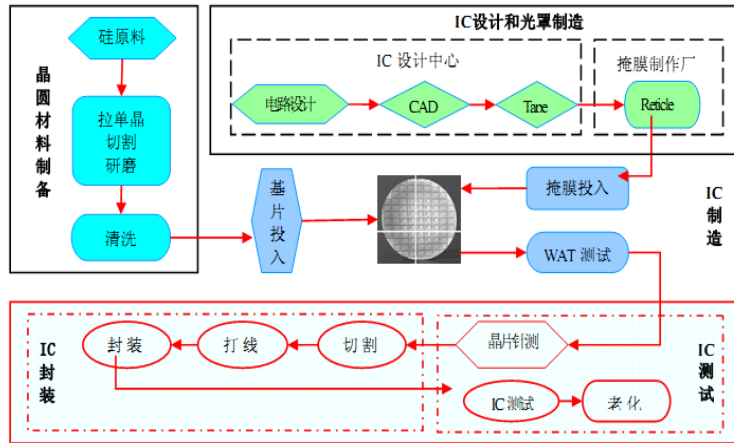 IC设计和光罩制造
硅原料
IC 设计中心
掩膜制作厂
晶圆材料制备
电路设计
CAD
Tane
Reticle
拉单晶
切割
研磨
基片投入
掩膜投入
IC制造
清洗
WAT 测试
IC封装
封 装
打 线
切 割
晶片针测
IC测试
IC测试
老 化